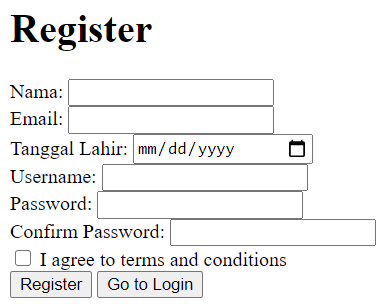 Register
Nama:
Email:
Tanggal Lahir: mm/dd/yyyy
Username:
Password:
Confirm Password:
I agree to terms and conditions
Register Go to Login